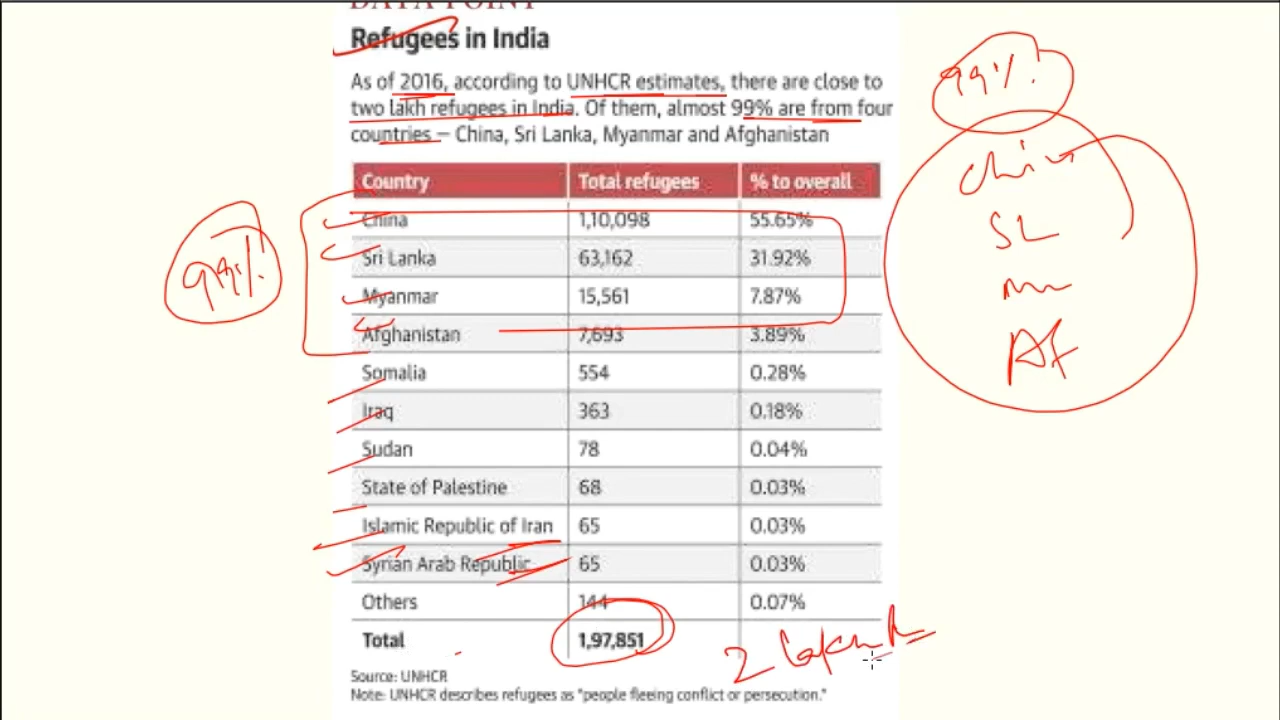 DATA POINT
Refugees in India
As of 2016, according to UNHCR estimates, there are close to
two lakh refugees in India. Of them, almost 99% are from four
countries — China, Sri Lanka, Myanmar and Afghanistan
Country Total refugees % to overall
China 1,10,098 55.65%
Sri Lanka 63,162 31.92%
Myanmar 15,561 7.87%
Afghanistan 7,693 3.89%
Somalia 554 0.28%
Iraq 363 0.18%
Sudan 78 0.04%
State of Palestine 68 0.03%
Islamic Republic of Iran 65 0.03%
Syrian Arab Republic 65 0.03%
Others 144 0.07%
Total 1,97,851
Source: UNHCR
Note: UNHCR describes refugees as "people fleeing conflict or persecution."
99%
99%
SL
Af
2